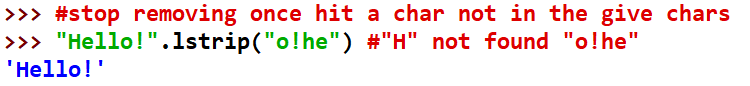 >>> #stop removing once hit a char not in the give chars
>>> "Hello!".lstrip("o!he") #"H" not found "o!he"
'Hello!'